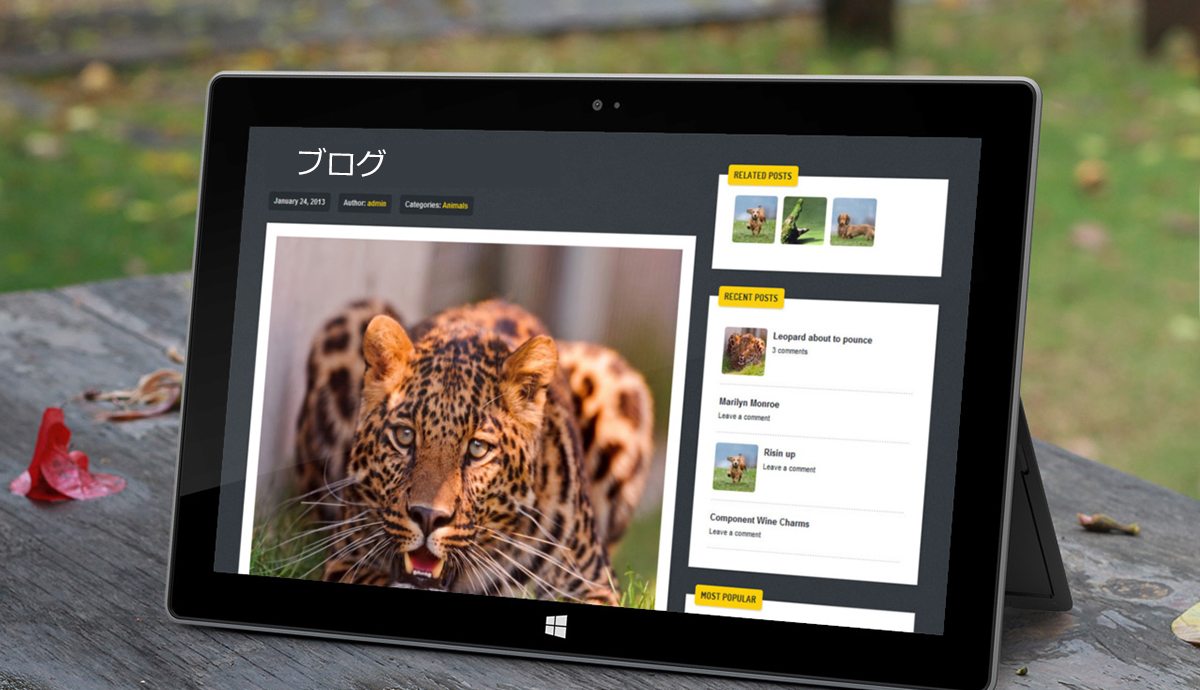 ブログ
January 24, 2013
Author: admin
Categories: Animals
RELATED POSTS
RECENT POSTS
Leopard about to pounce
3 comments
Marilyn Monroe
Leave a comment
Risin up
Leave a comment
Component Wine Charms
Leave a comment
MOST POPULAR